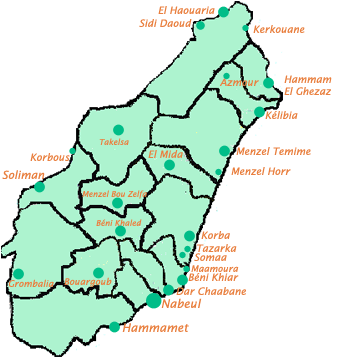 El Haouaria
Sidi Daoud
Kerkouane
Azmour
Hammam
El Ghezaz
Kélibia
Takelsa
Korbous
El Mida
Menzel Temime
Menzel Horr
Soliman
Menzel Bou Zelfa
Béni Khaled
Korba
Tazarka
Somaa
Maamoura
Béni Khiar
Grombalia
Bouargoub
Dar Chaabane
Nabeul
Hammamet